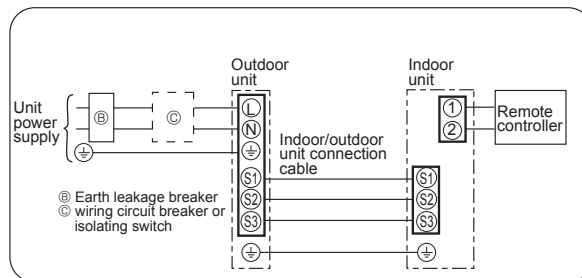 Outdoor
unit
Indoor
unit
Unit
power
supply
Ⓑ
Ⓒ
L
N
1
2
Remote
controller
Indoor/outdoor
unit connection
cable
S1
S2
S3
S1
S2
S3
Ⓑ Earth leakage breaker
Ⓒ wiring circuit breaker or
isolating switch